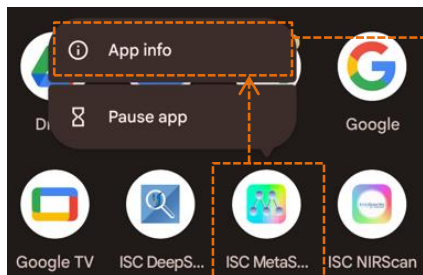 App info
Pause app
Google
Google TV
ISC DeepS...
ISC MetaS...
ISC NIRScan